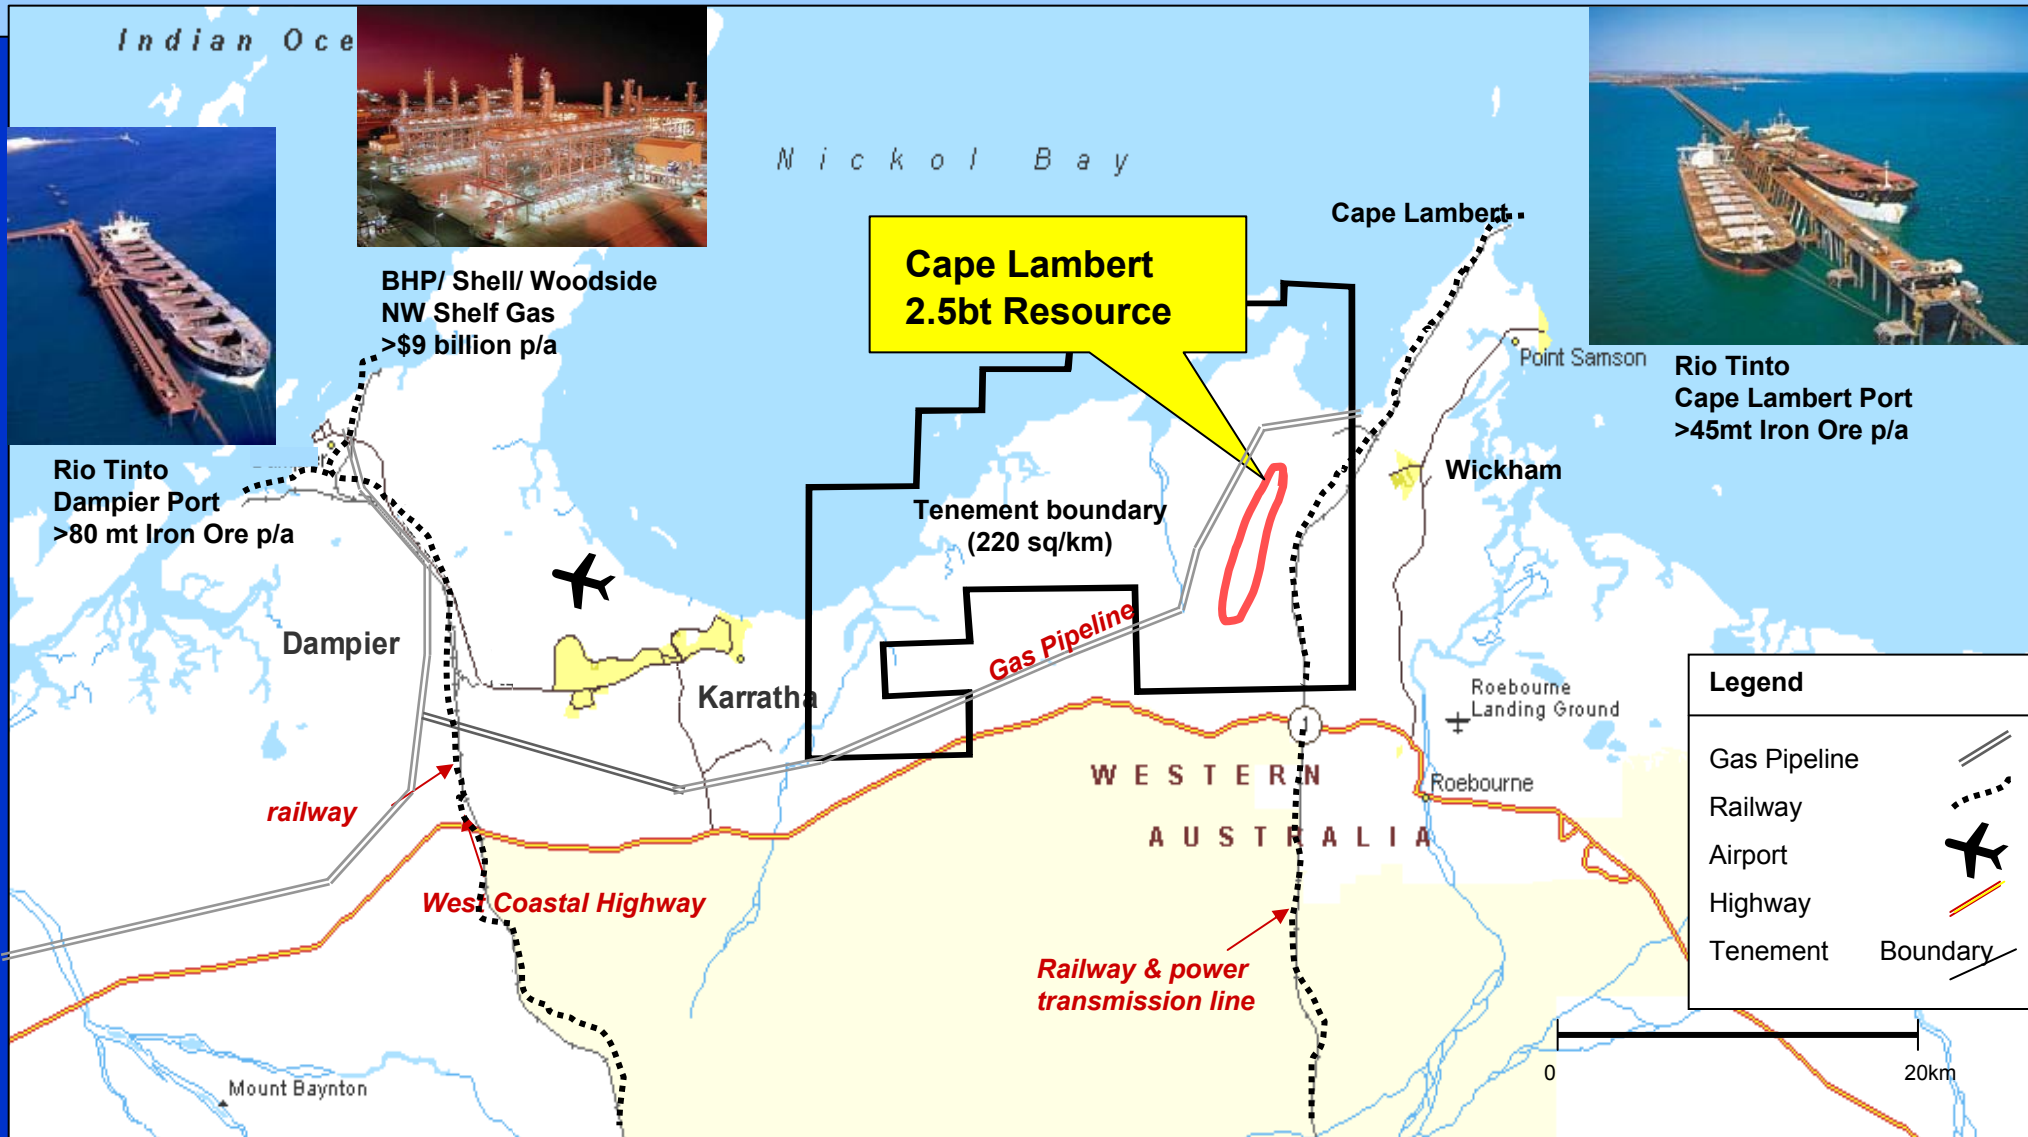 Indian Oce
Nickol Bay
Cape Lambert
BHP/ Shell/ Woodside
NW Shelf Gas
>$9 billion p/a
Cape Lambert
2.5bt Resource
Point Samson
Rio Tinto
Cape Lambert Port
>45mt Iron Ore p/a
Rio Tinto
Dampier Port
>80 mt Iron Ore p/a
Wickham
Tenement boundary
(220 sq/km)
Dampier
Gas Pipeline
Karratha
Roebourne
Landing Ground
1
WESTERN
AUSTRALIA
Roebourne
railway
West Coastal Highway
Railway & power
transmission line
Mount Baynton
Legend
Gas Pipeline
Railway
Airport
Highway
Tenement Boundary
0 20km